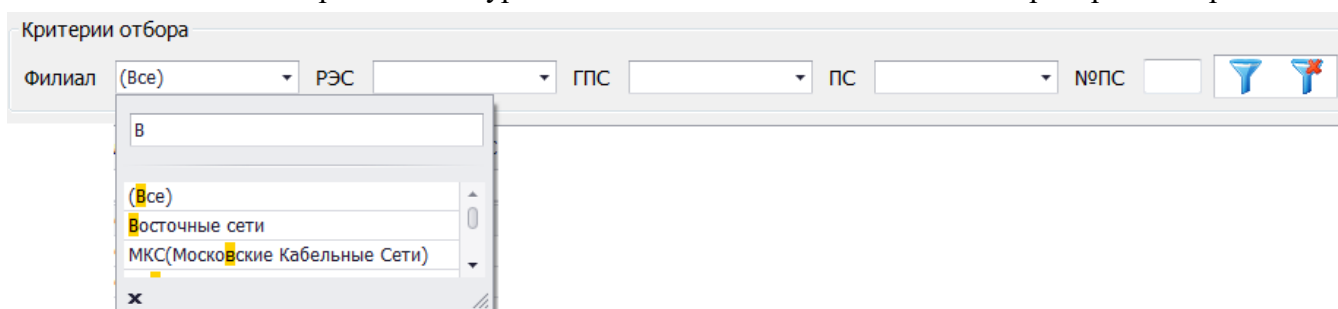 Критерии отбора
Филиал (Все) РЭС ГПС ПС №ПС
В
(Все)
Восточные сети
МКС(Московские Кабельные Сети)